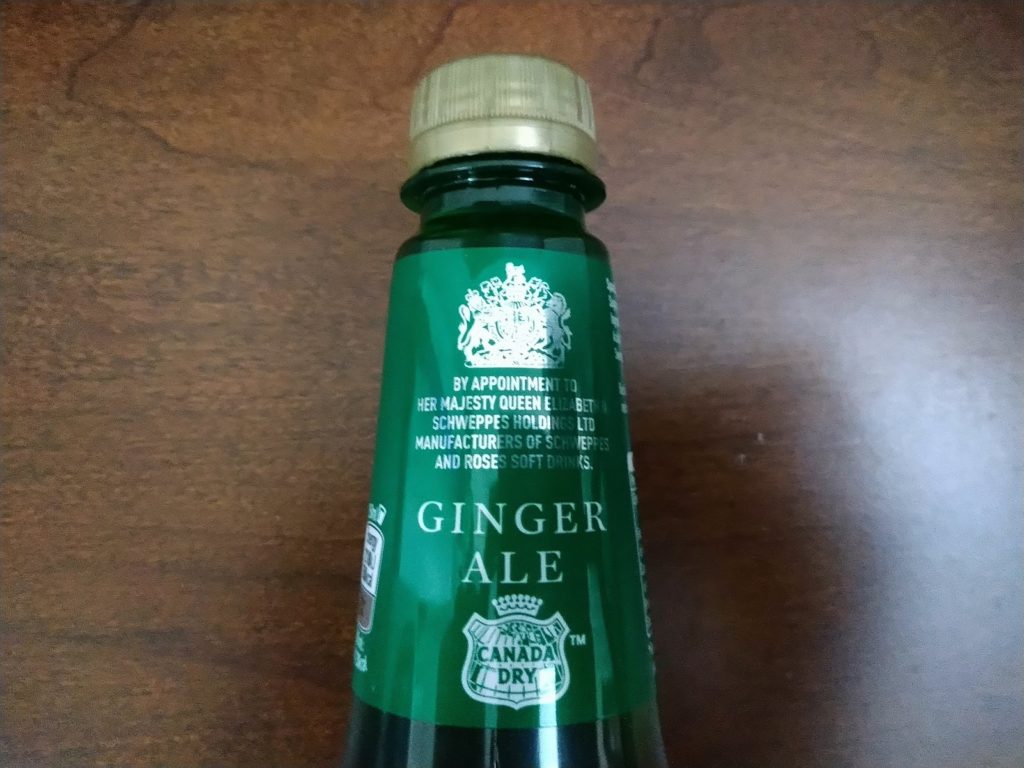 BY APPOINTMENT TO
HER MAJESTY QUEEN ELIZABETH II
SCHWEPPES HOLDINGS LTD
MANUFACTURERS OF SCHWEPPES
AND ROSES SOFT DRINKS.
GINGER
ALE
CANADA
DRY
TM